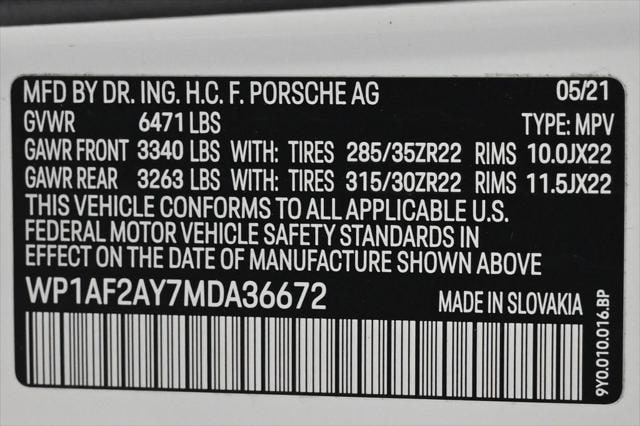 MFD BY DR. ING. H.C. F. PORSCHE AG 05/21
GVWR 6471 LBS TYPE: MPV
GAWR FRONT 3340 LBS WITH: TIRES 285/35ZR22 RIMS 10.0JX22
GAWR REAR 3263 LBS WITH: TIRES 315/30ZR22 RIMS 11.5JX22
THIS VEHICLE CONFORMS TO ALL APPLICABLE U.S.
FEDERAL MOTOR VEHICLE SAFETY STANDARDS IN
EFFECT ON THE DATE OF MANUFACTURE SHOWN ABOVE
WP1AF2AY7MDA36672 MADE IN SLOVAKIA
9Y0.010.016.BP